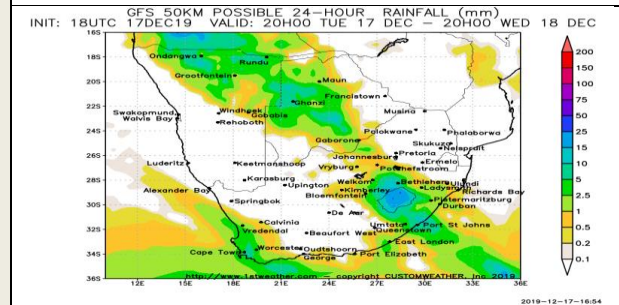 GFS 50KM POSSIBLE 24-HOUR RAINFALL (mm)
INIT: 18UTC 17DEC19 VALID: 20H00 TUE 17 DEC - 20H00 WED 18 DEC
16S
18S
20S
22S
24S
26S
28S
30S
32S
34S
36S
Ondangwa
Rundu
Grootfontein
Maun
Francistown
Ghanzi
Musina
Swakopmund
Walvis Bay
Windhoek
Gobabis
Rehoboth
Polokwane
Phalaborwa
Gaborone
Skukuza
Nelspruit
Pretoria
Johannesburg
Ermelo
Luderitz
Keetmanshoop
Vryburg
Potchefstroom
Karasburg
Welkom
Bethlehem
Ulundi
Upington
Kimberley
Ladysmith
Richards Bay
Alexander Bay
Bloemfontein
Springbok
Pietermaritzburg
Durban
De Aar
Calvinia
Umtata
Port St Johns
Vredendal
Beaufort West
Queenstown
East London
Worcester
Oudtshoorn
Cape Town
George
Port Elizabeth
http://www.1stweather.com - copyright CUSTOMWEATHER, Inc 2019
12E
15E
18E
21E
24E
27E
30E
33E
36E
200
150
100
75
50
25
15
10
5
2.5
1
0.5
0.2
0.1
2019-12-17-16:54